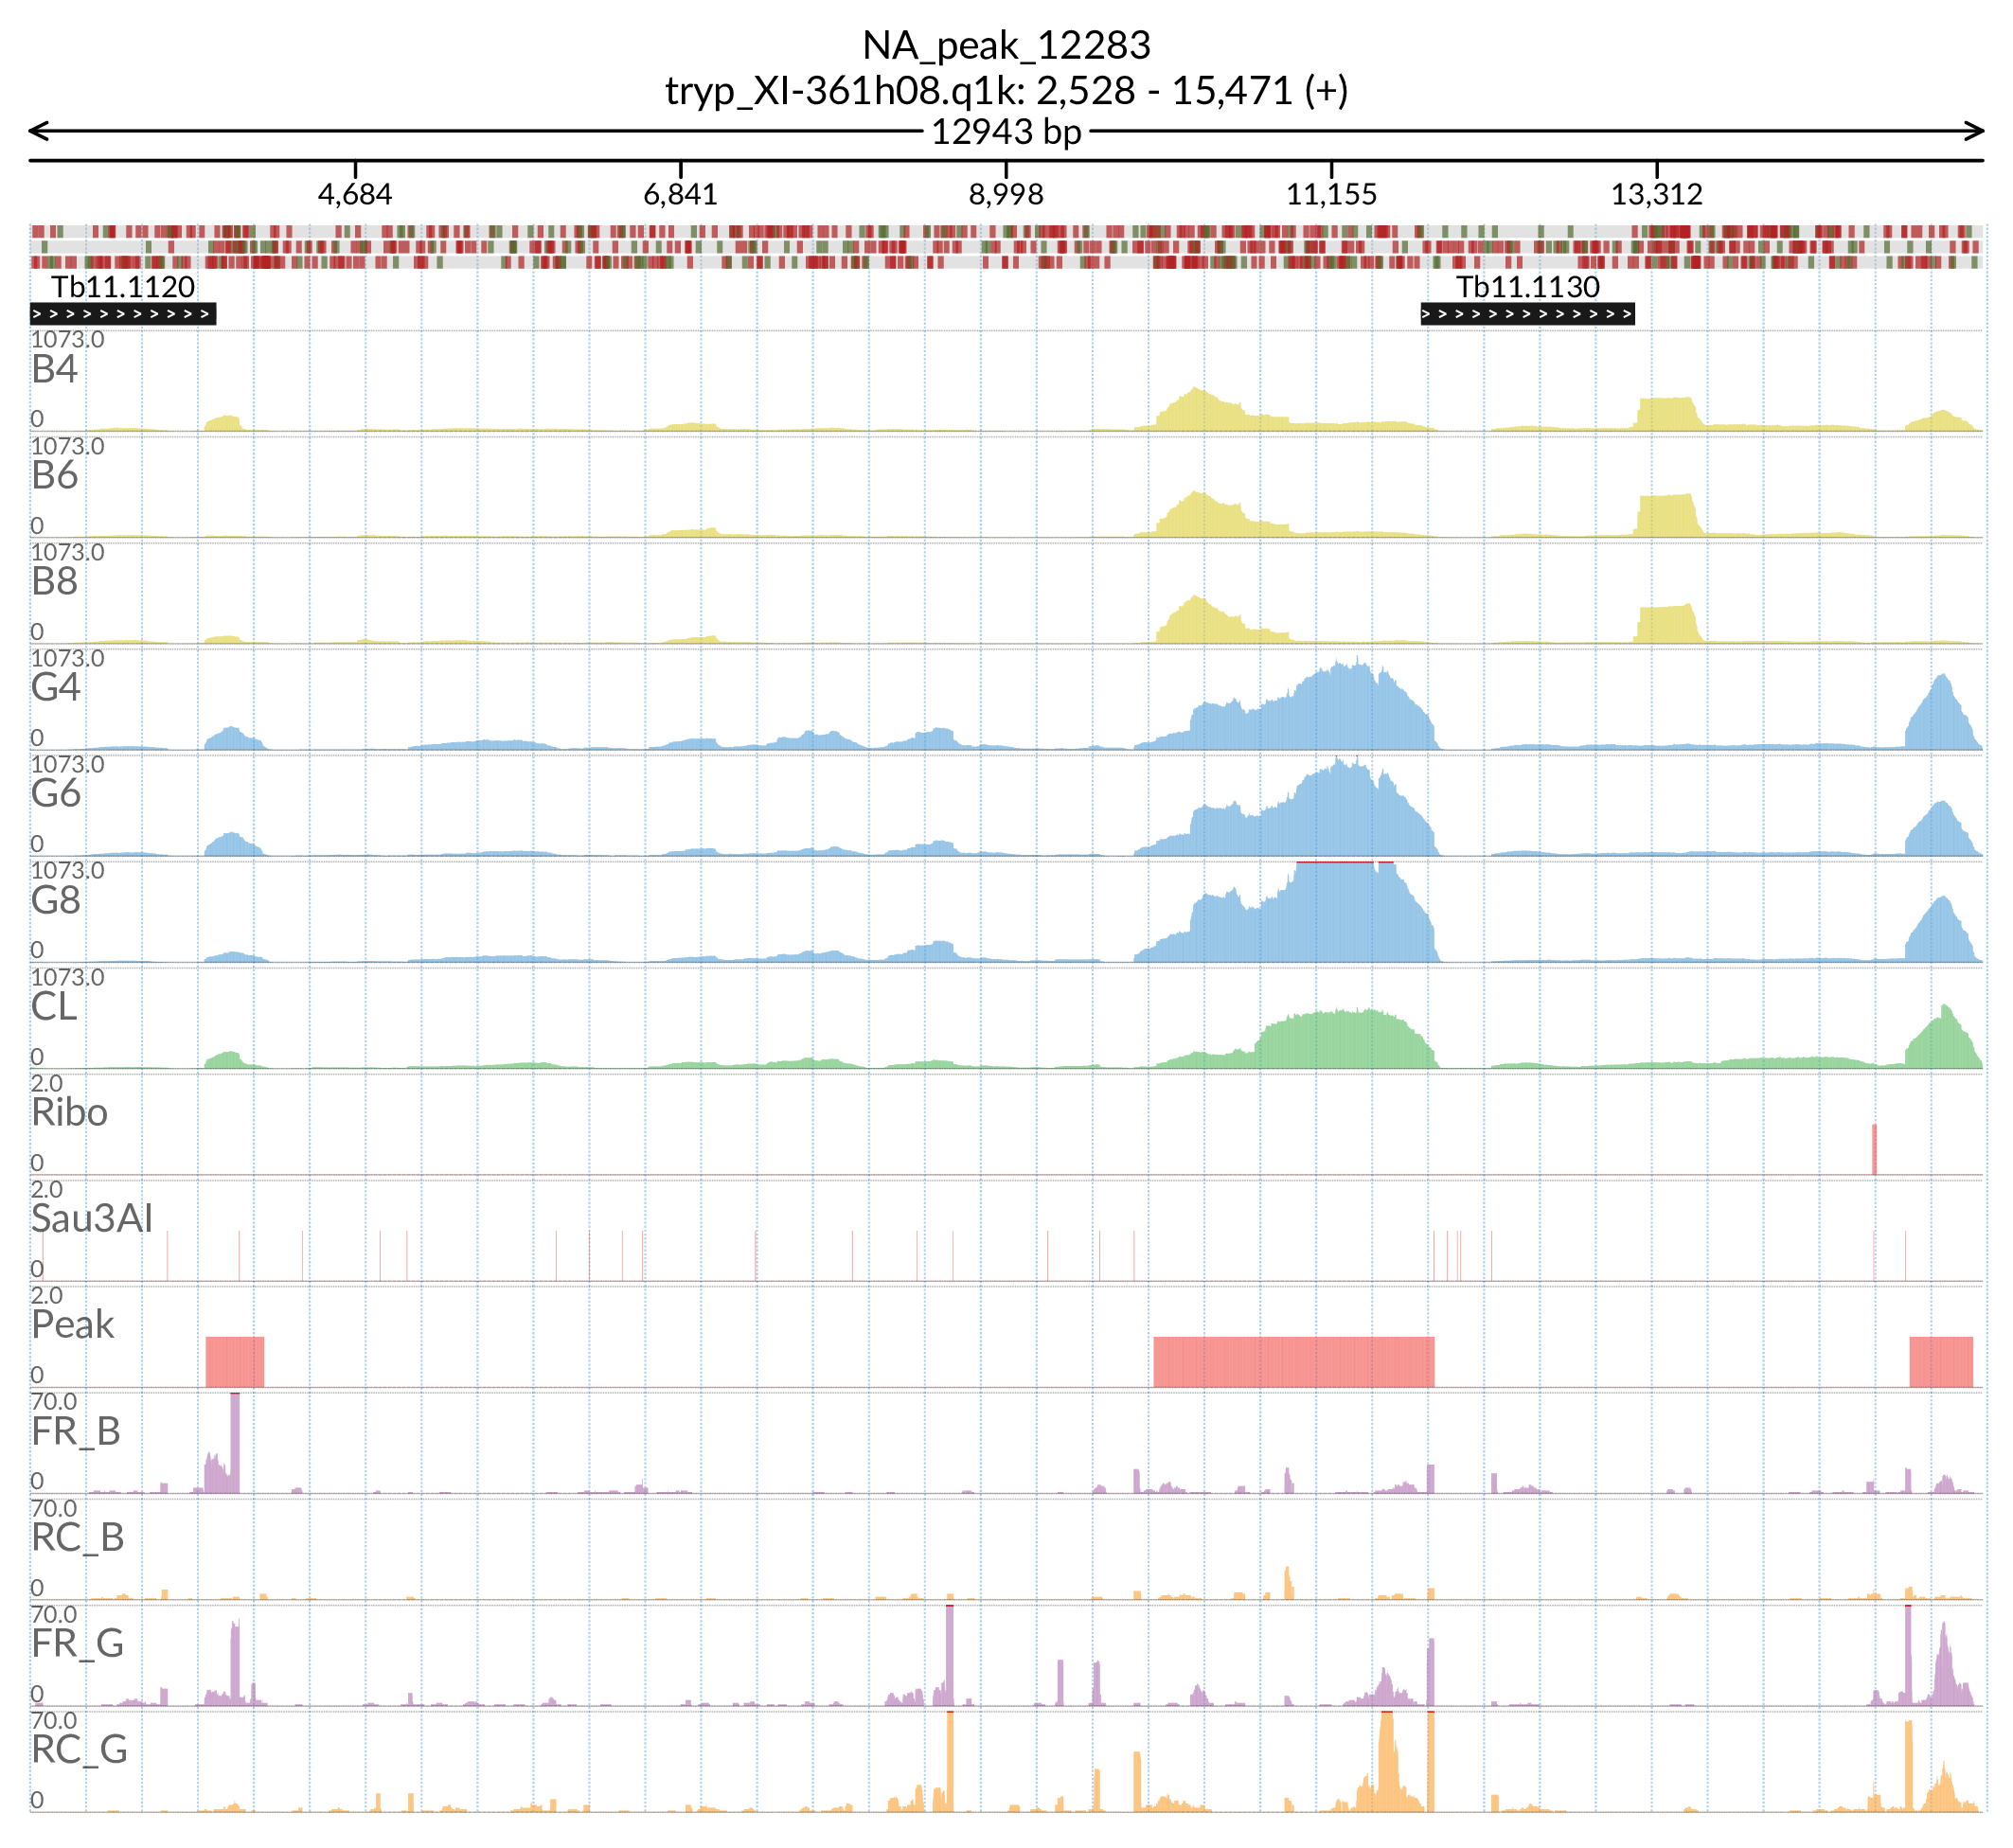 NA_peak_12283
tryp_XI-361h08.q1k: 2,528 - 15,471 (+)
12943 bp
4,684 6,841 8,998 11,155 13,312
Tb11.1120 Tb11.1130
1073.0
B4
0
1073.0
B6
0
1073.0
B8
0
1073.0
G4
0
1073.0
G6
0
1073.0
G8
0
1073.0
CL
0
2.0
Ribo
0
2.0
Sau3AI
0
2.0
Peak
0
70.0
FR_B
0
70.0
RC_B
0
70.0
FR_G
0
70.0
RC_G
0